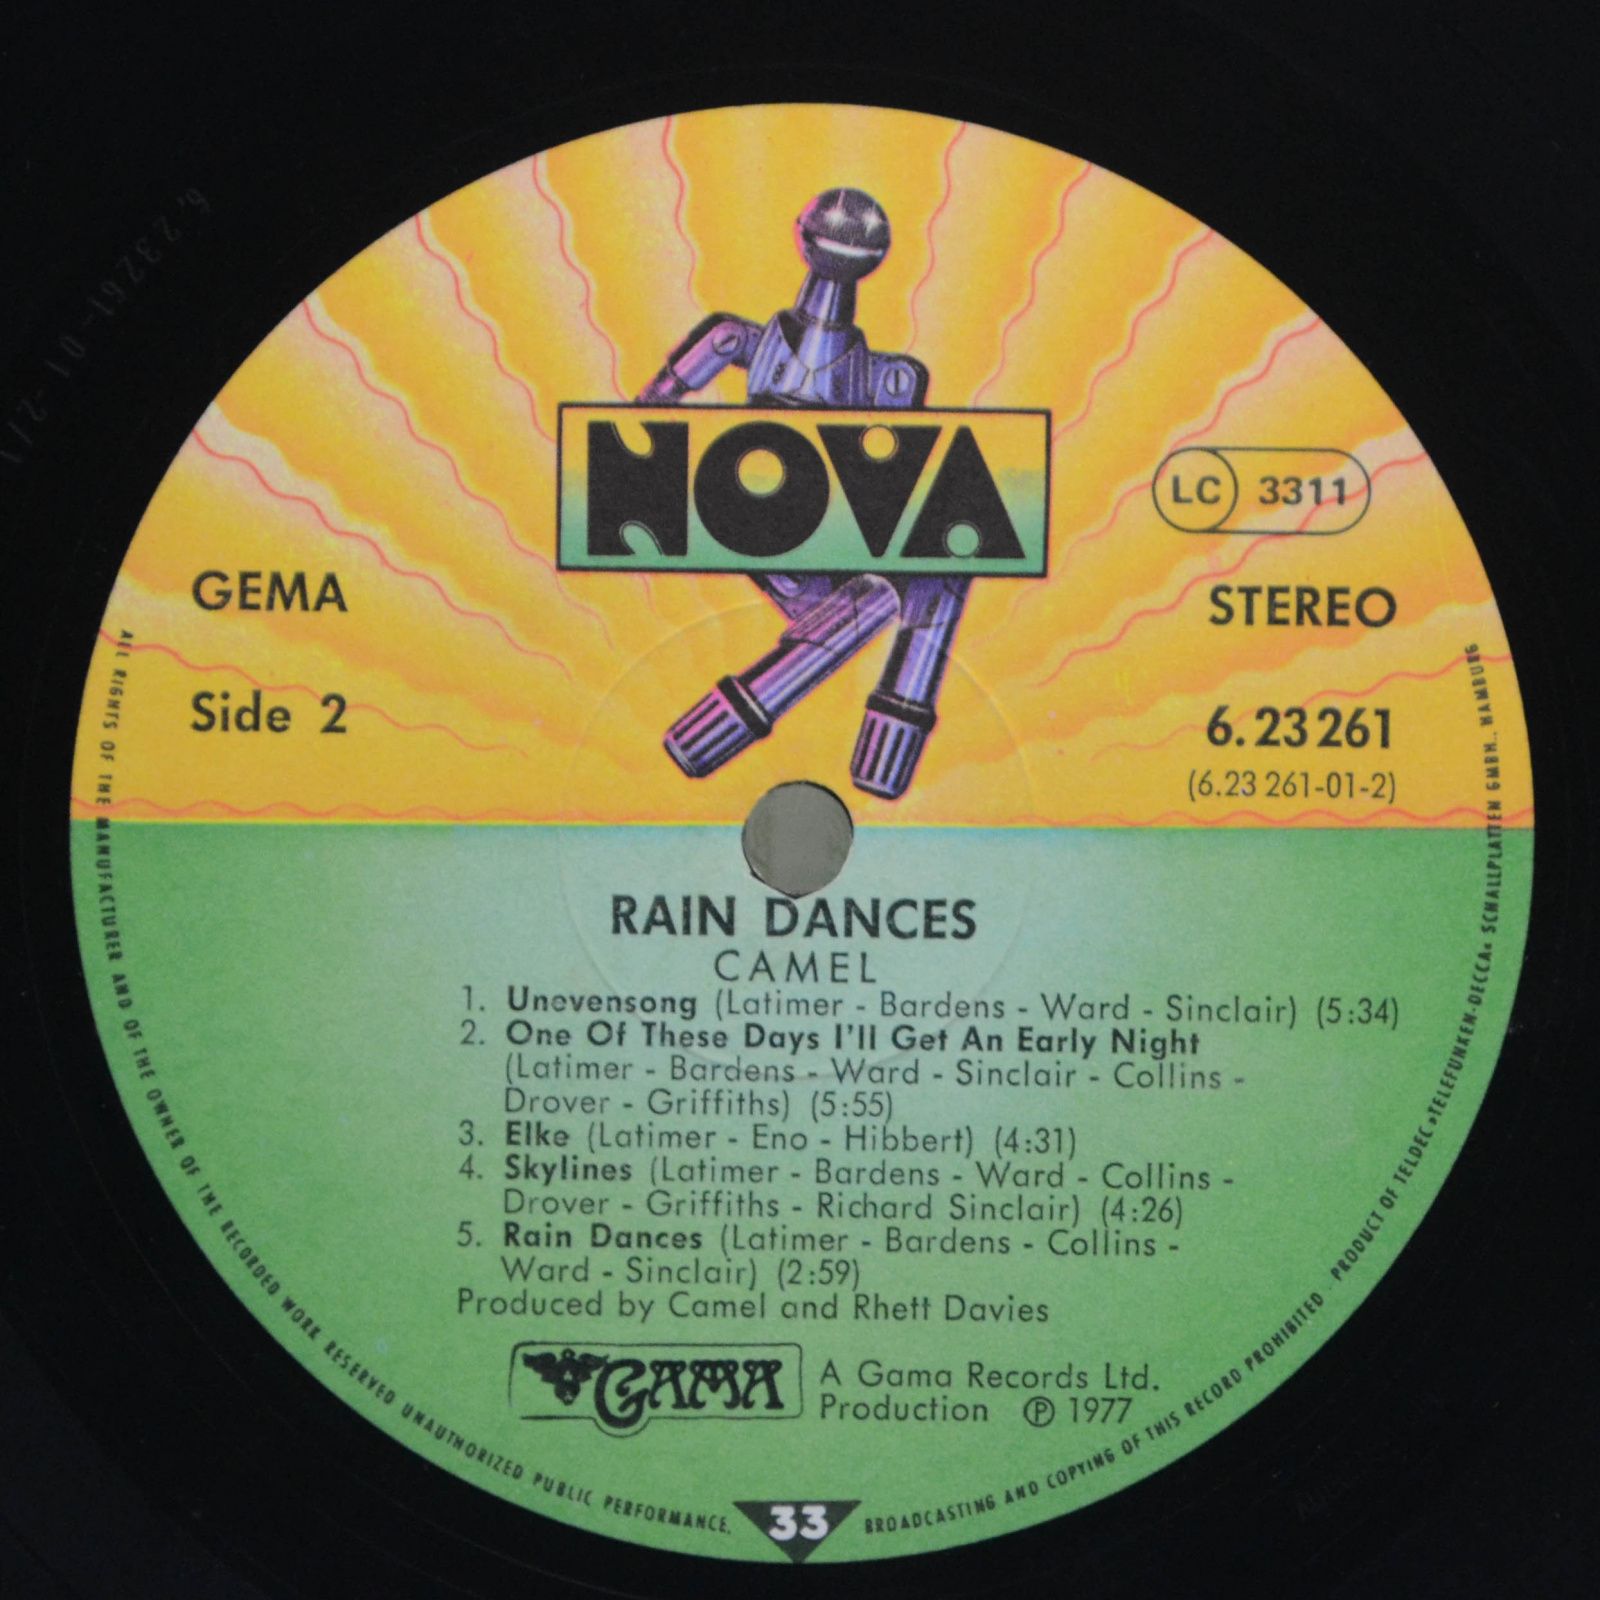 NOVA
LC 3311
GEMA
STEREO
Side 2
6.23 261
(6.23 261-01-2)
RAIN DANCES
CAMEL
1. Unevensong (Latimer - Bardens - Ward - Sinclair) (5:34)
2. One Of These Days I'll Get An Early Night
(Latimer - Bardens - Ward - Sinclair - Collins -
Drover - Griffiths) (5:55)
3. Elke (Latimer - Eno - Hibbert) (4:31)
4. Skylines (Latimer - Bardens - Ward - Collins -
Drover - Griffiths - Richard Sinclair) (4:26)
5. Rain Dances (Latimer - Bardens - Collins -
Ward - Sinclair) (2:59)
Produced by Camel and Rhett Davies
GAMA
A Gama Records Ltd.
Production ℗ 1977
33
ALL RIGHTS OF THE MANUFACTURER AND OF THE OWNER OF THE RECORDED WORK RESERVED UNAUTHORIZED PUBLIC PERFORMANCE, BROADCASTING AND COPYING OF THIS RECORD PROHIBITED · PRODUCT OF TELDEC »TELEFUNKEN-DECCA« SCHALLPLATTEN GMBH., HAMBURG